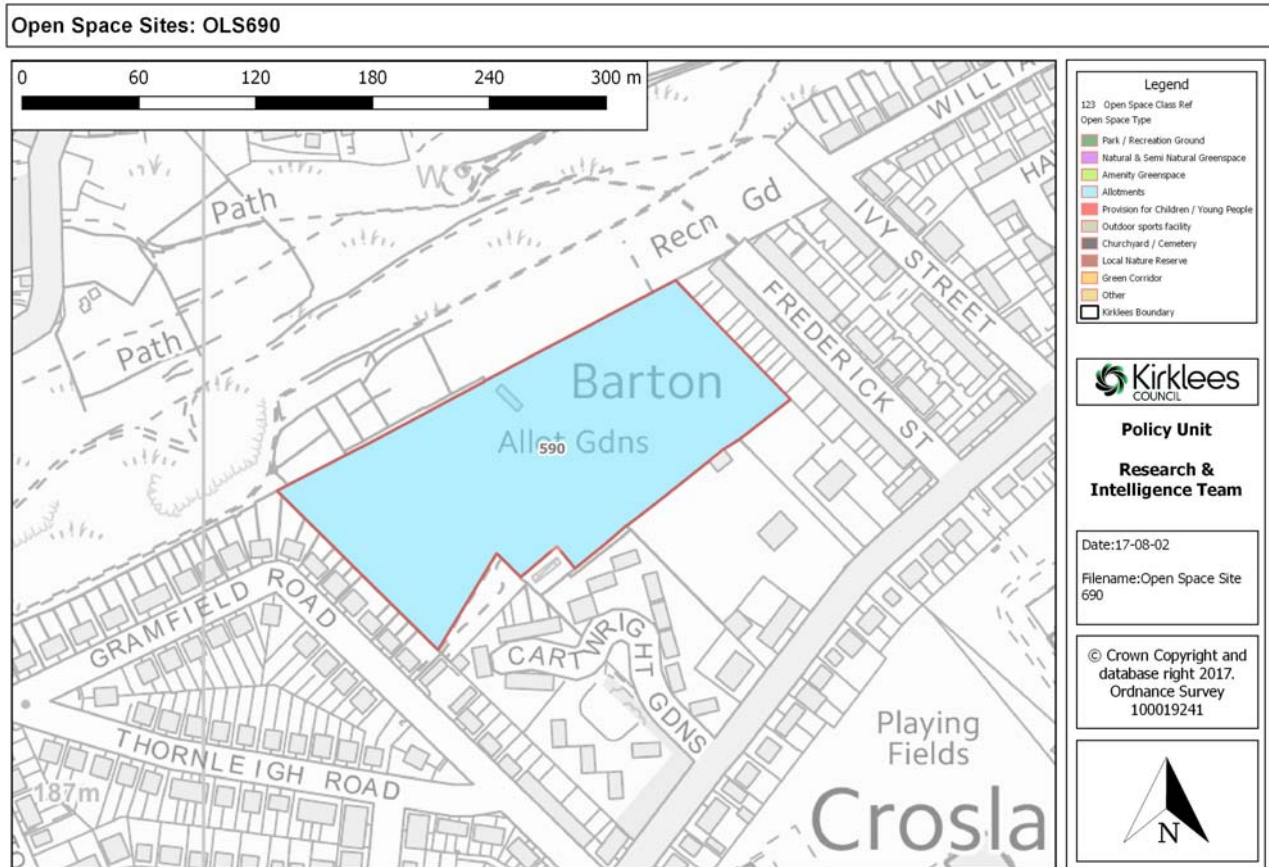 Open Space Sites: OLS690
0 60 120 180 240 300 m
Path
Path
W
Recn Gd
WILLIA
HA
IVY STREET
FREDERICK ST
Barton
Allot Gdns
590
GRAMFIELD ROAD
THORNLEIGH ROAD
187m
CARTWRIGHT GDNS
Playing
Fields
Crosla
Legend
123 Open Space Class Ref
Open Space Type
Park / Recreation Ground
Natural & Semi Natural Greenspace
Amenity Greenspace
Allotments
Provision for Children / Young People
Outdoor sports facility
Churchyard / Cemetery
Local Nature Reserve
Green Corridor
Other
Kirklees Boundary
Kirklees
COUNCIL
Policy Unit
Research &
Intelligence Team
Date:17-08-02
Filename:Open Space Site
690
© Crown Copyright and
database right 2017.
Ordnance Survey
100019241
N